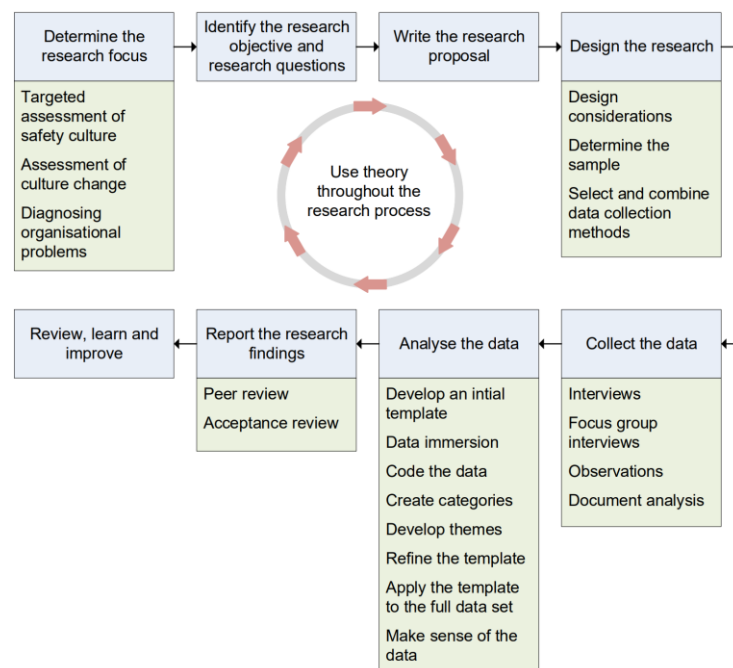 Determine the
research focus
Targeted
assessment of
safety culture
Assessment of
culture change
Diagnosing
organisational
problems
Identify the research
objective and
research questions
Write the research
proposal
Design the research
Design
considerations
Determine the
sample
Select and combine
data collection
methods
Use theory
throughout the
research process
Collect the data
Interviews
Focus group
interviews
Observations
Document analysis
Analyse the data
Develop an intial
template
Data immersion
Code the data
Create categories
Develop themes
Refine the template
Apply the template
to the full data set
Make sense of the
data
Report the research
findings
Peer review
Acceptance review
Review, learn and
improve